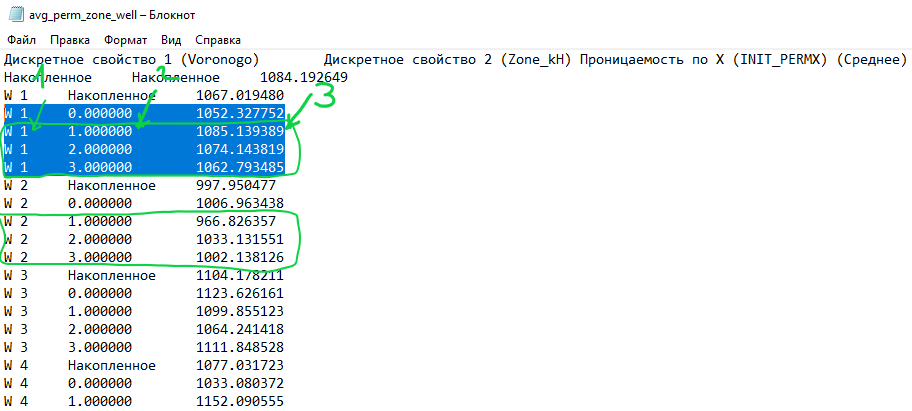 avg_perm_zone_well – Блокнот
Файл Правка Формат Вид Справка
Дискретное свойство 1 (Voronogo) Дискретное свойство 2 (Zone_kH) Проницаемость по X (INIT_PERMX) (Среднее)
Накопленное Накопленное 1084.192649
W 1 Накопленное 1067.019480
W 1 0.000000 1052.327752
W 1 1.000000 1085.139389
W 1 2.000000 1074.143819
W 1 3.000000 1062.793485
W 2 Накопленное 997.950477
W 2 0.000000 1006.963438
W 2 1.000000 966.826357
W 2 2.000000 1033.131551
W 2 3.000000 1002.138126
W 3 Накопленное 1104.178211
W 3 0.000000 1123.626161
W 3 1.000000 1099.855123
W 3 2.000000 1064.241418
W 3 3.000000 1111.848528
W 4 Накопленное 1077.031723
W 4 0.000000 1033.080372
W 4 1.000000 1152.090555
1 2 3